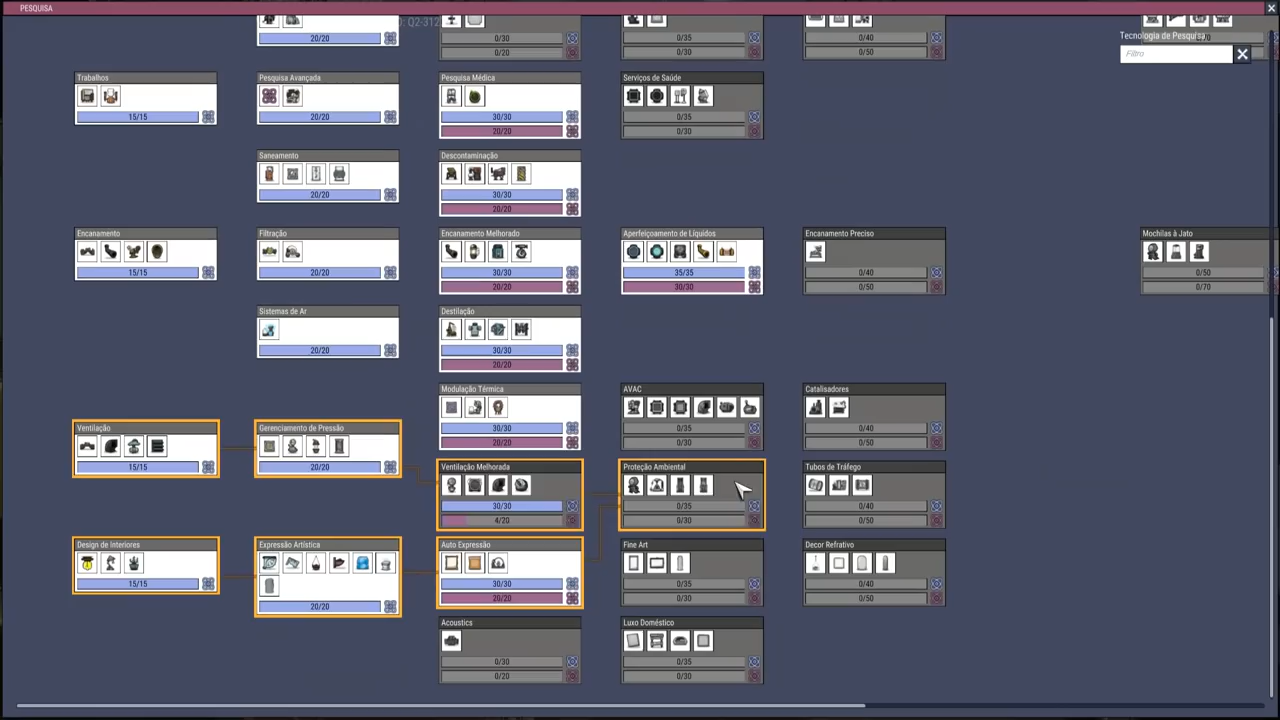 PESQUISA
: Q2-312
20/20
0/30
0/20
0/35
0/30
0/40
0/50
Tecnologia de Pesquisa
Filtro
Trabalhos
15/15
Pesquisa Avançada
20/20
Pesquisa Médica
30/30
20/20
Serviços de Saúde
0/35
0/30
Saneamento
20/20
Descontaminação
30/30
20/20
Encanamento
15/15
Filtração
20/20
Encanamento Melhorado
30/30
20/20
Aperfeiçoamento de Líquidos
35/35
30/30
Encanamento Preciso
0/40
0/50
Mochilas à Jato
0/50
0/70
Sistemas de Ar
20/20
Destilação
30/30
20/20
Modulação Térmica
30/30
20/20
AVAC
0/35
0/30
Catalisadores
0/40
0/50
Ventilação
15/15
Gerenciamento de Pressão
20/20
Ventilação Melhorada
30/30
4/20
Proteção Ambiental
0/35
0/30
Tubos de Tráfego
0/40
0/50
Design de Interiores
15/15
Expressão Artística
20/20
Auto Expressão
30/30
20/20
Fine Art
0/35
0/30
Decor Refrativo
0/40
0/50
Acoustics
0/30
0/20
Luxo Doméstico
0/35
0/30